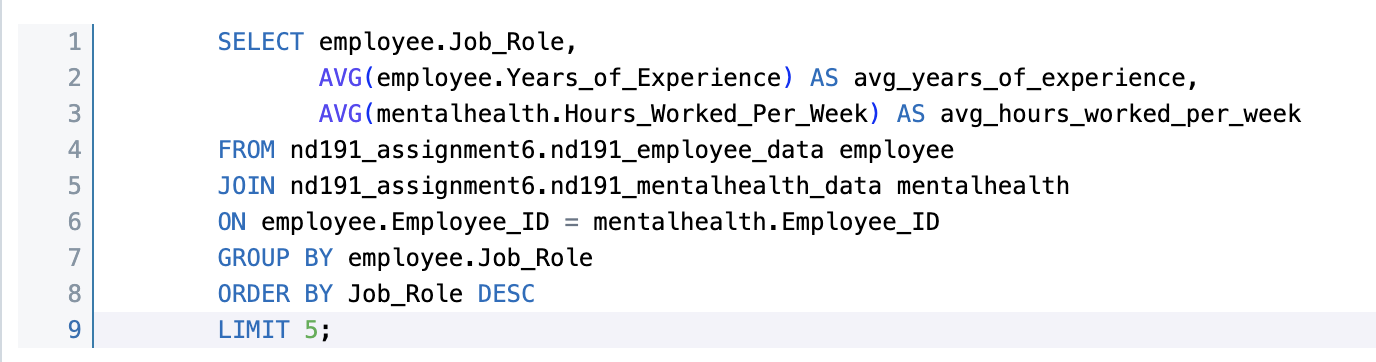 1 SELECT employee.Job_Role,
2 AVG(employee.Years_of_Experience) AS avg_years_of_experience,
3 AVG(mentalhealth.Hours_Worked_Per_Week) AS avg_hours_worked_per_week
4 FROM nd191_assignment6.nd191_employee_data employee
5 JOIN nd191_assignment6.nd191_mentalhealth_data mentalhealth
6 ON employee.Employee_ID = mentalhealth.Employee_ID
7 GROUP BY employee.Job_Role
8 ORDER BY Job_Role DESC
9 LIMIT 5;